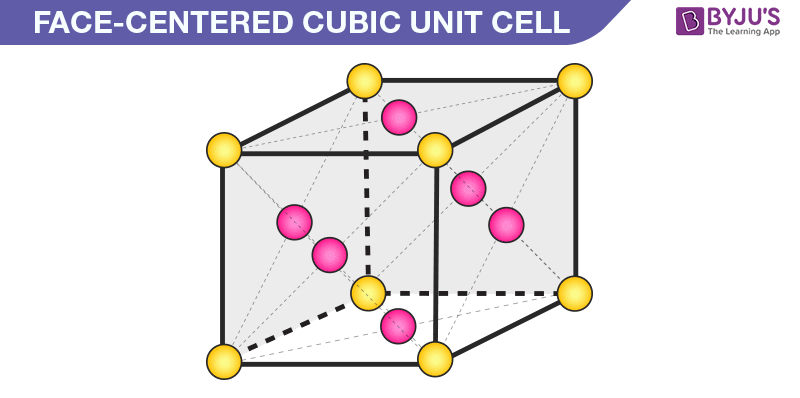 FACE-CENTERED CUBIC UNIT CELL
B BYJU'S
The Learning App